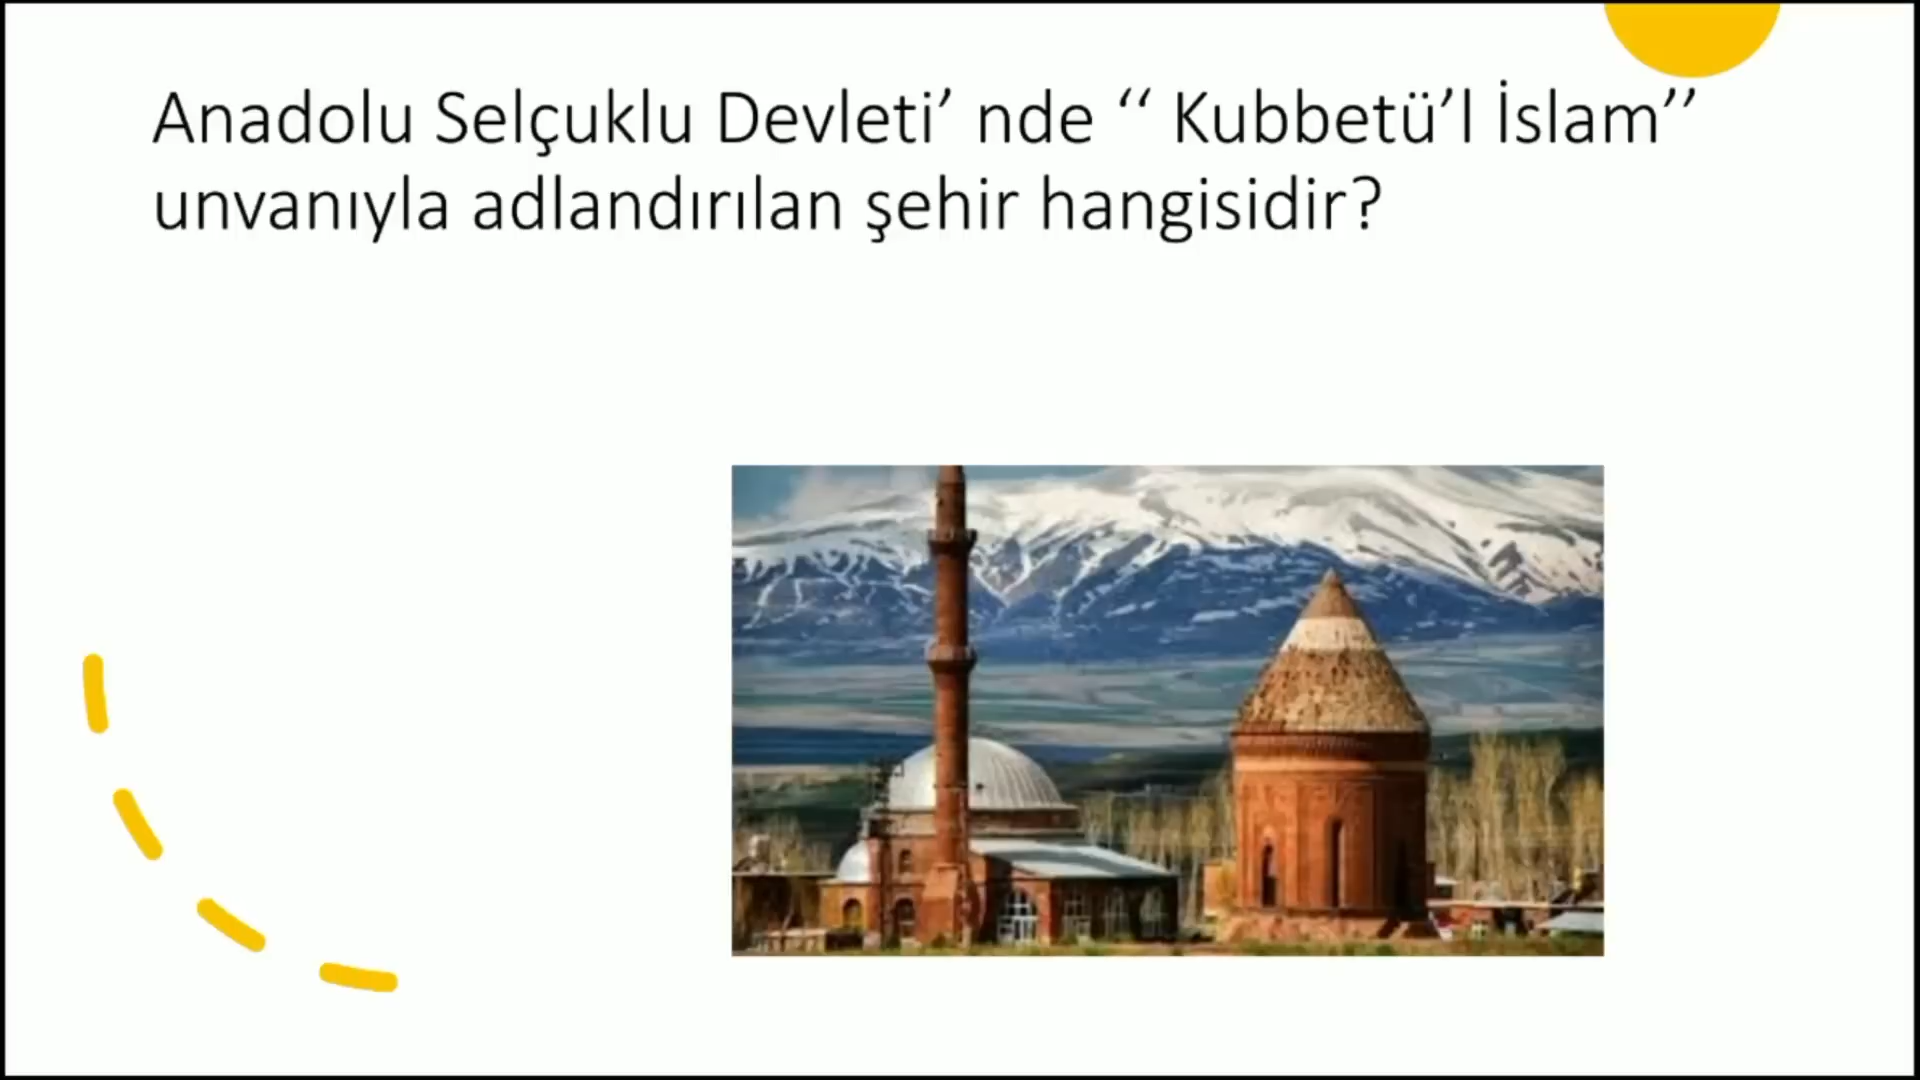 Anadolu Selçuklu Devleti’ nde ‘‘ Kubbetü’l İslam’’
unvanıyla adlandırılan şehir hangisidir?